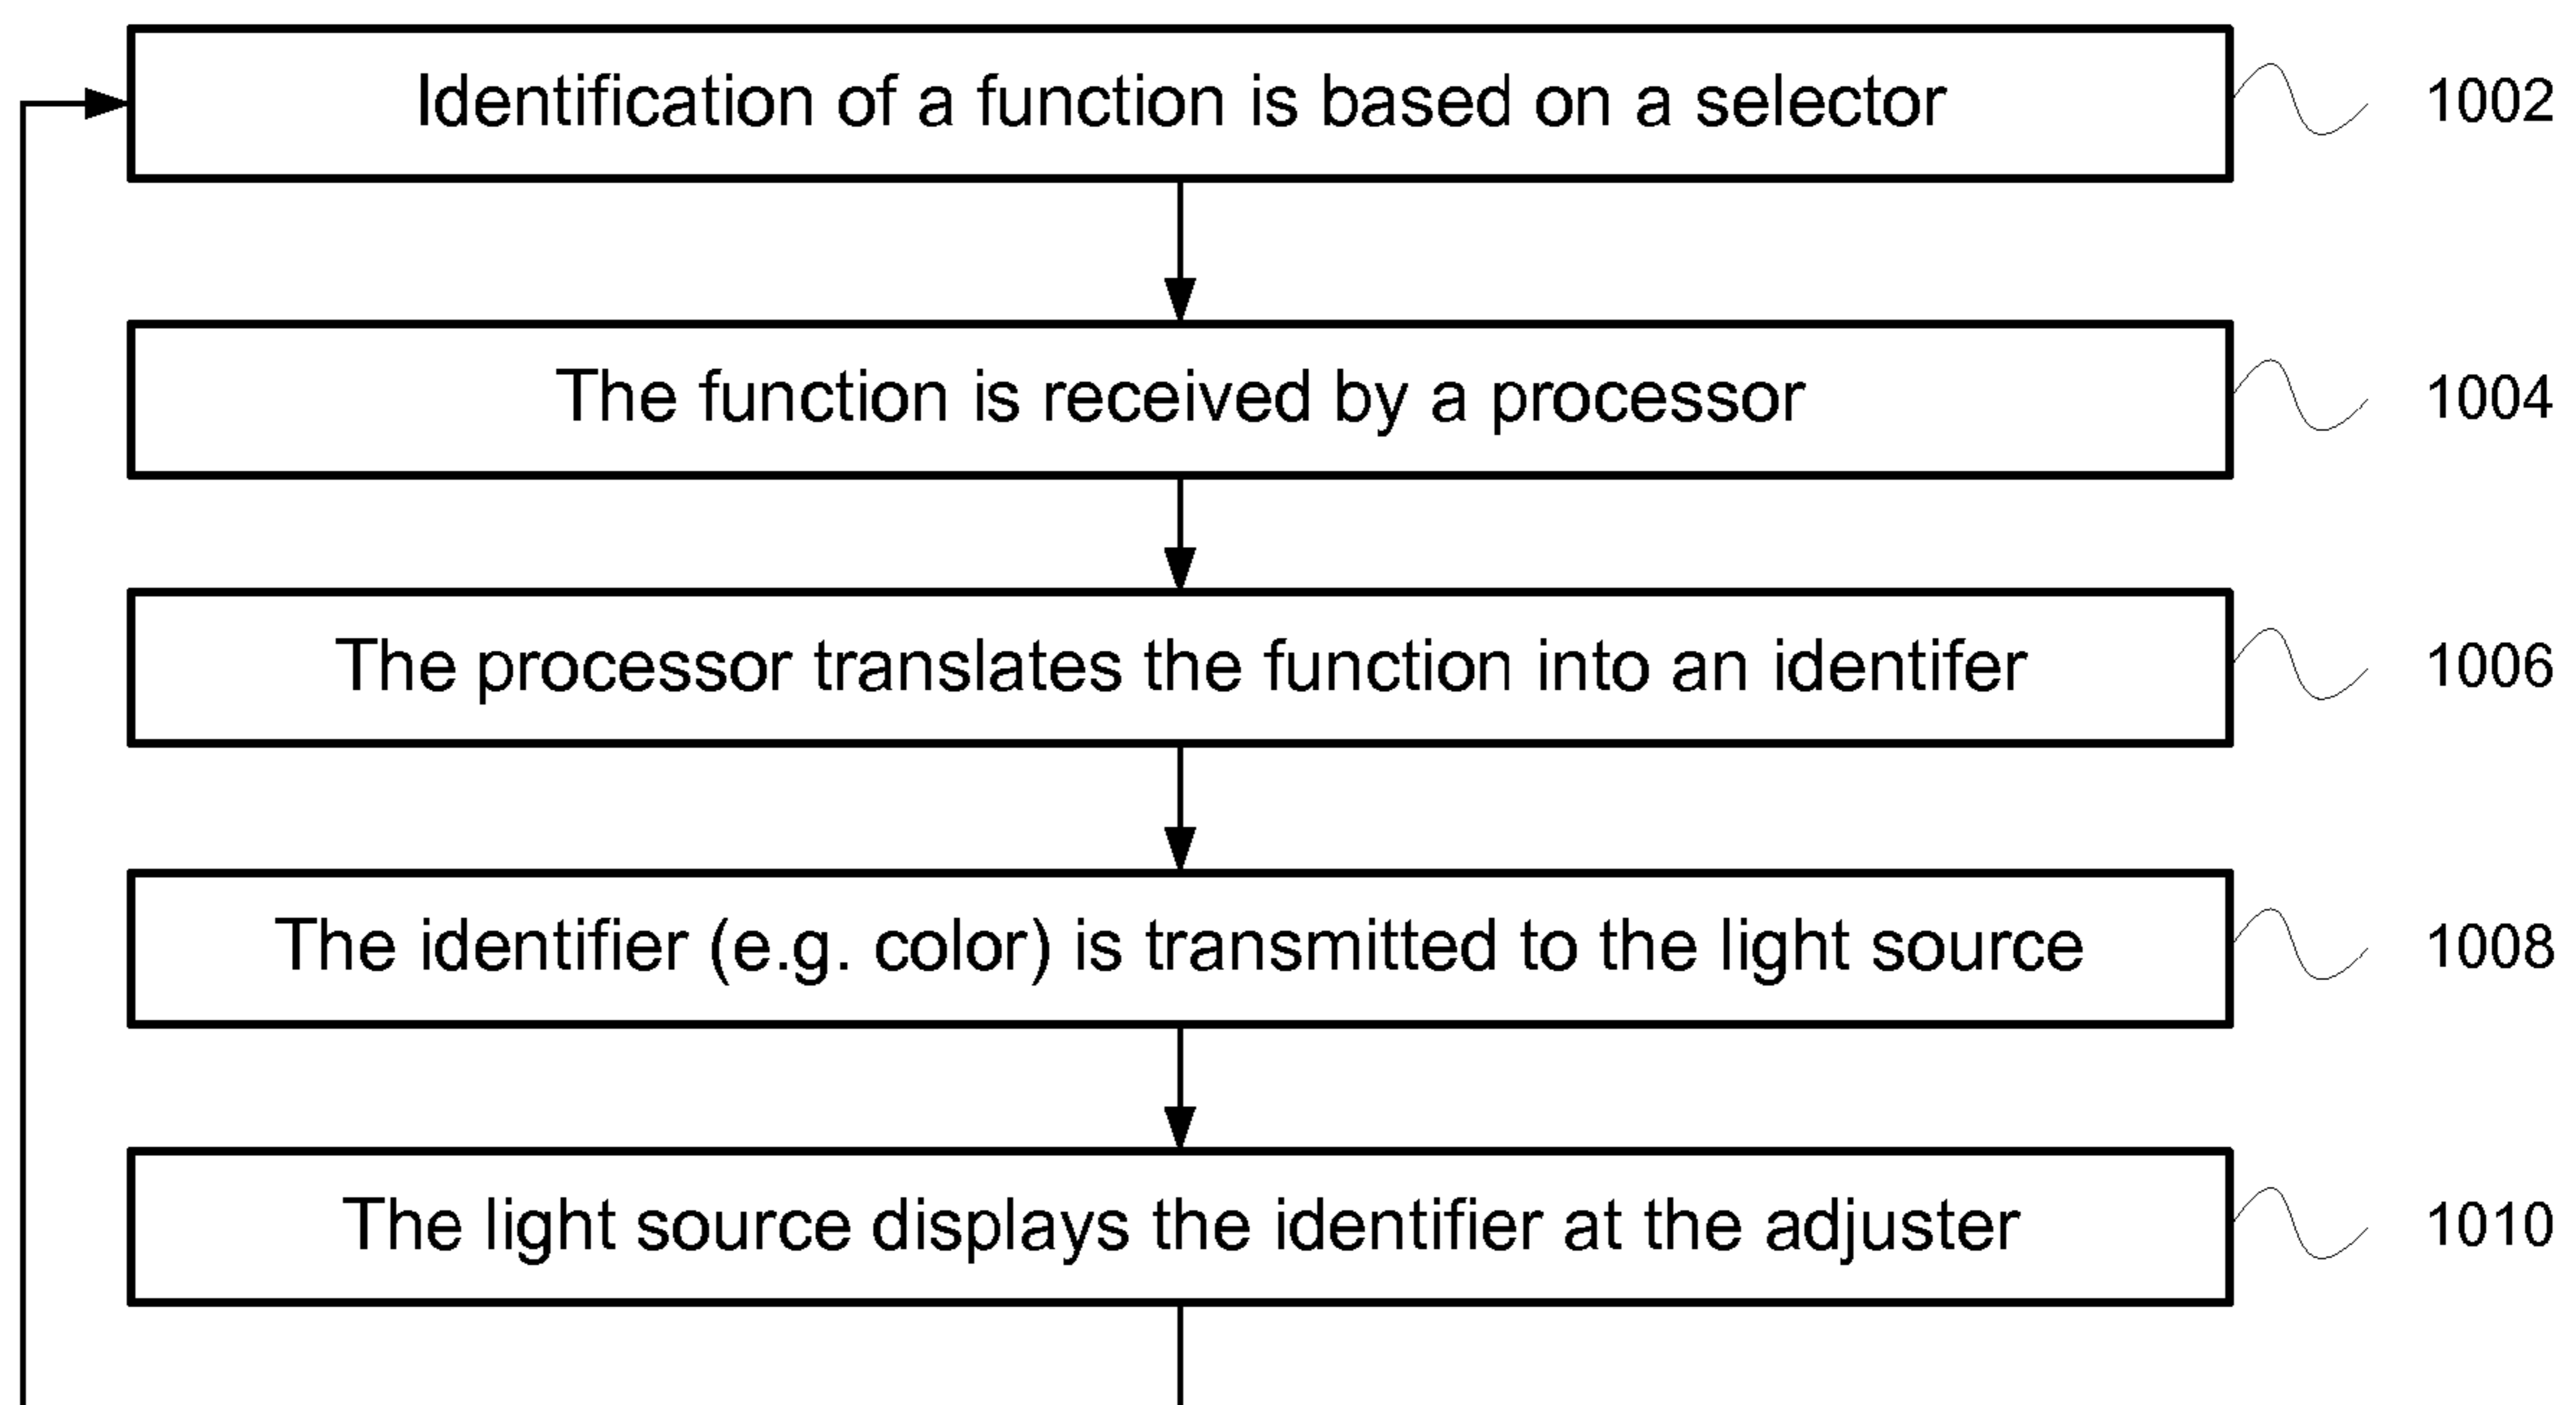 Identification of a function is based on a selector 1002
The function is received by a processor 1004
The processor translates the function into an identifer 1006
The identifier (e.g. color) is transmitted to the light source 1008
The light source displays the identifier at the adjuster 1010